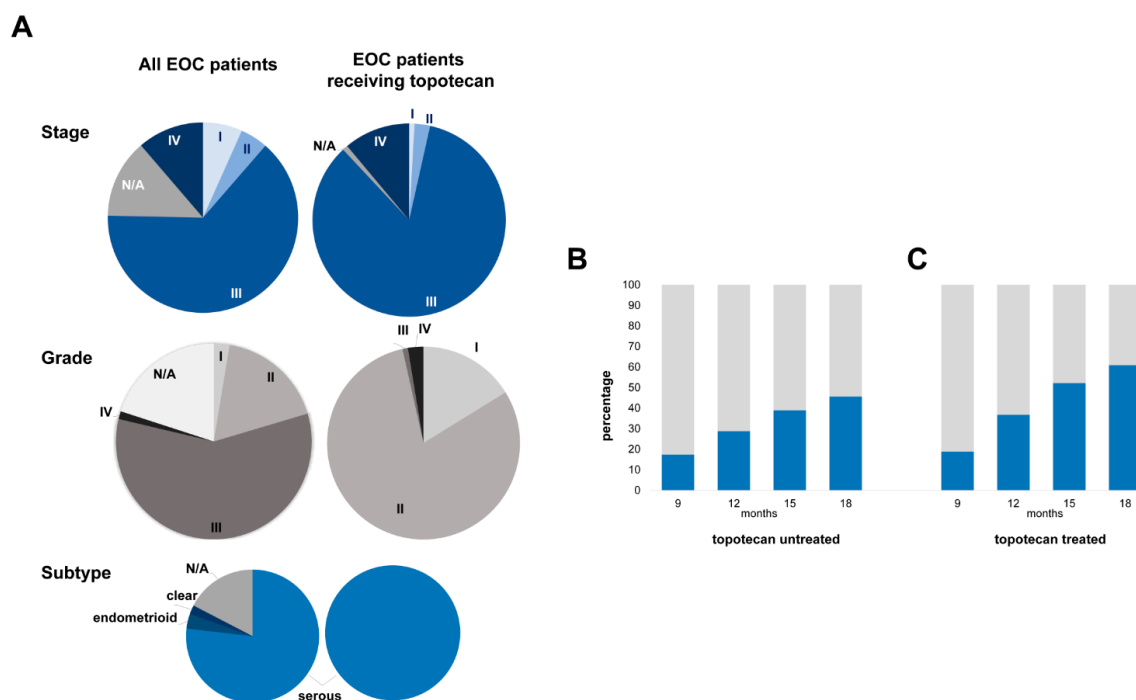 A
All EOC patients
EOC patients
receiving topotecan
Stage
I
II
III
N/A
IV
I
II
III
N/A
IV
Grade
I
II
III
IV
N/A
I
II
III
IV
Subtype
N/A
clear
endometrioid
serous
B
percentage
100
90
80
70
60
50
40
30
20
10
0
9
12
15
18
months
topotecan untreated
C
9
12
15
18
months
topotecan treated